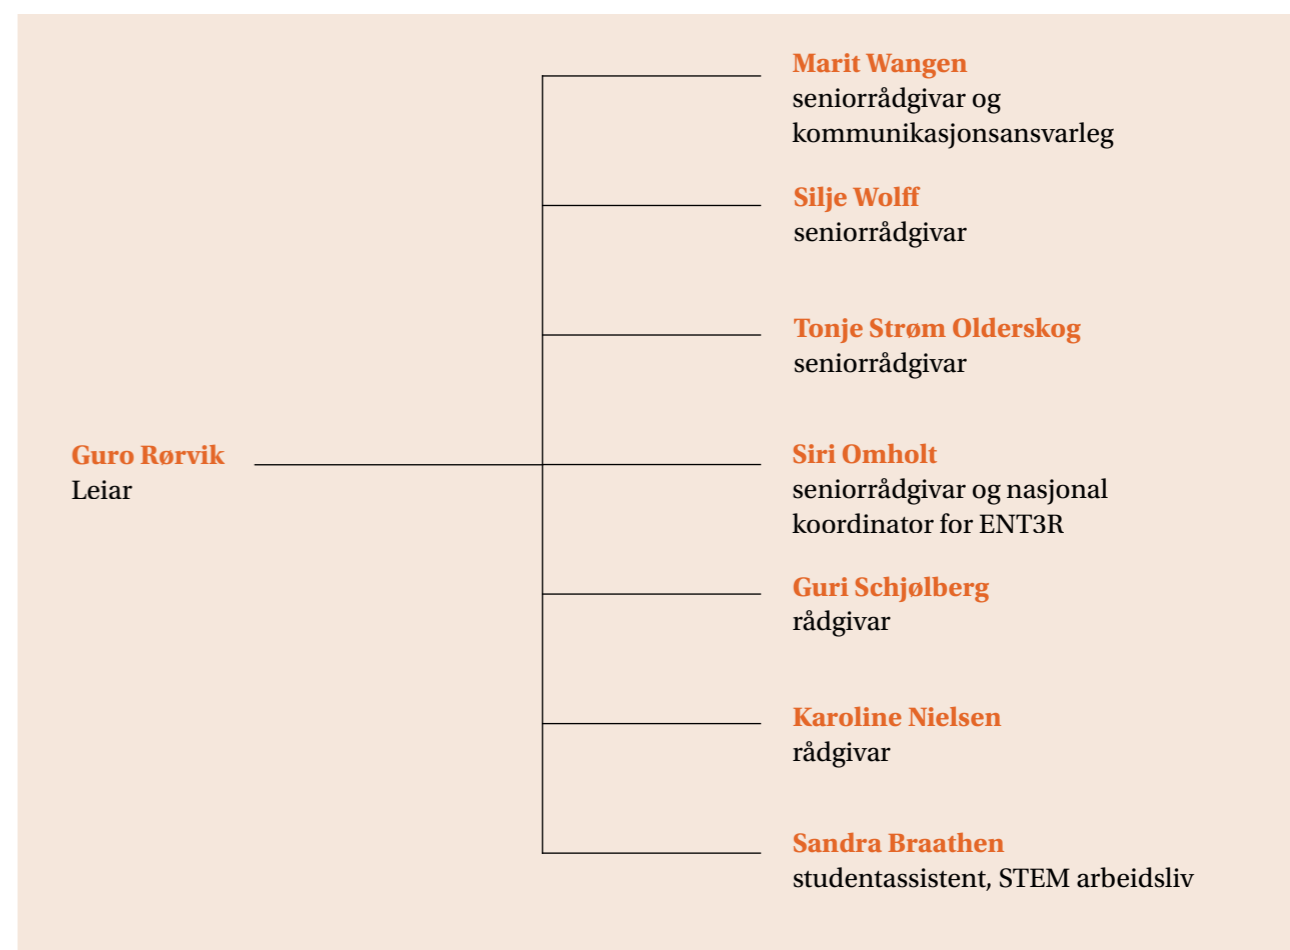 Marit Wangen
seniorrådgivar og
kommunikasjonsansvarleg
Silje Wolff
seniorrådgivar
Tonje Strøm Olderskog
seniorrådgivar
Guro Rørvik
Leiar
Siri Omholt
seniorrådgivar og nasjonal
koordinator for ENT3R
Guri Schjølberg
rådgivar
Karoline Nielsen
rådgivar
Sandra Braathen
studentassistent, STEM arbeidsliv